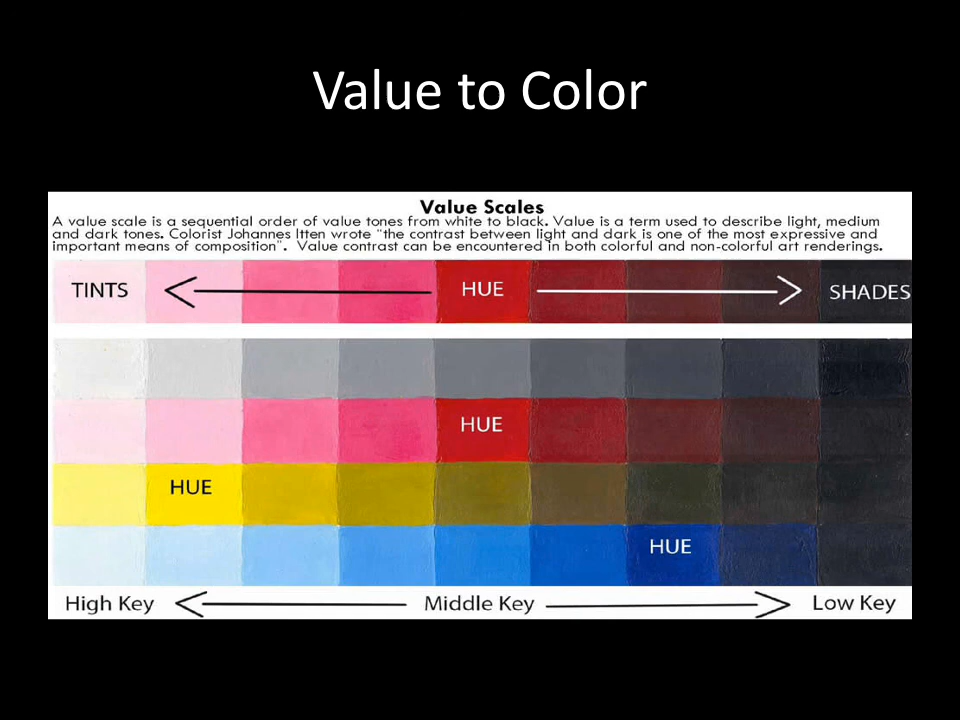 Value to Color
Value Scales
A value scale is a sequential order of value tones from white to black. Value is a term used to describe light, medium
and dark tones. Colorist Johannes Itten wrote "the contrast between light and dark is one of the most expressive and
important means of composition". Value contrast can be encountered in both colorful and non-colorful art renderings.
TINTS HUE SHADES
HUE
HUE
HUE
High Key Middle Key Low Key